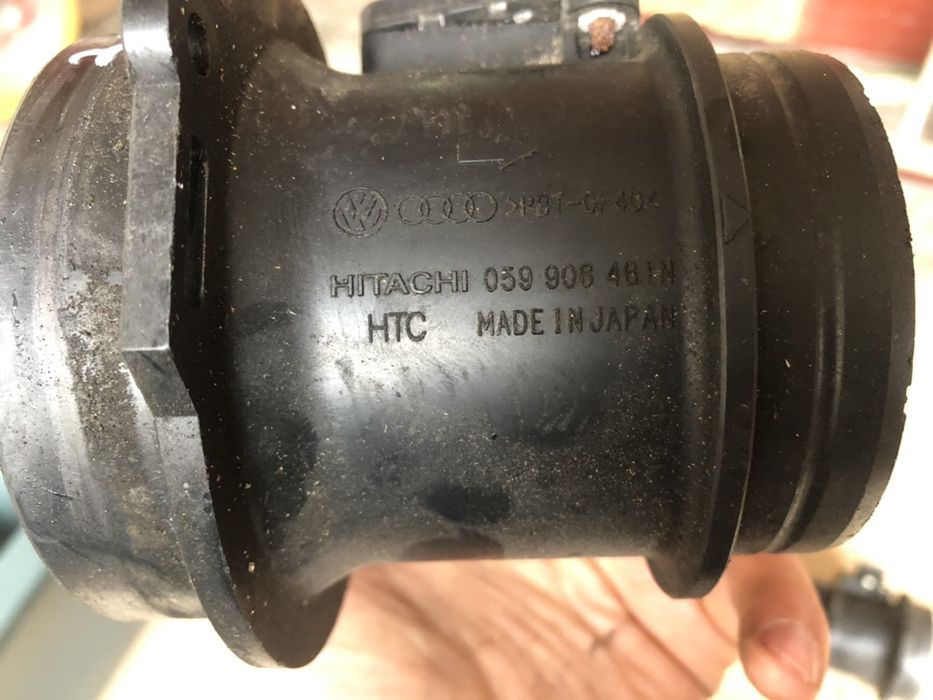 >PBT-GF40<
HITACHI 059 906 461N
HTC MADE IN JAPAN